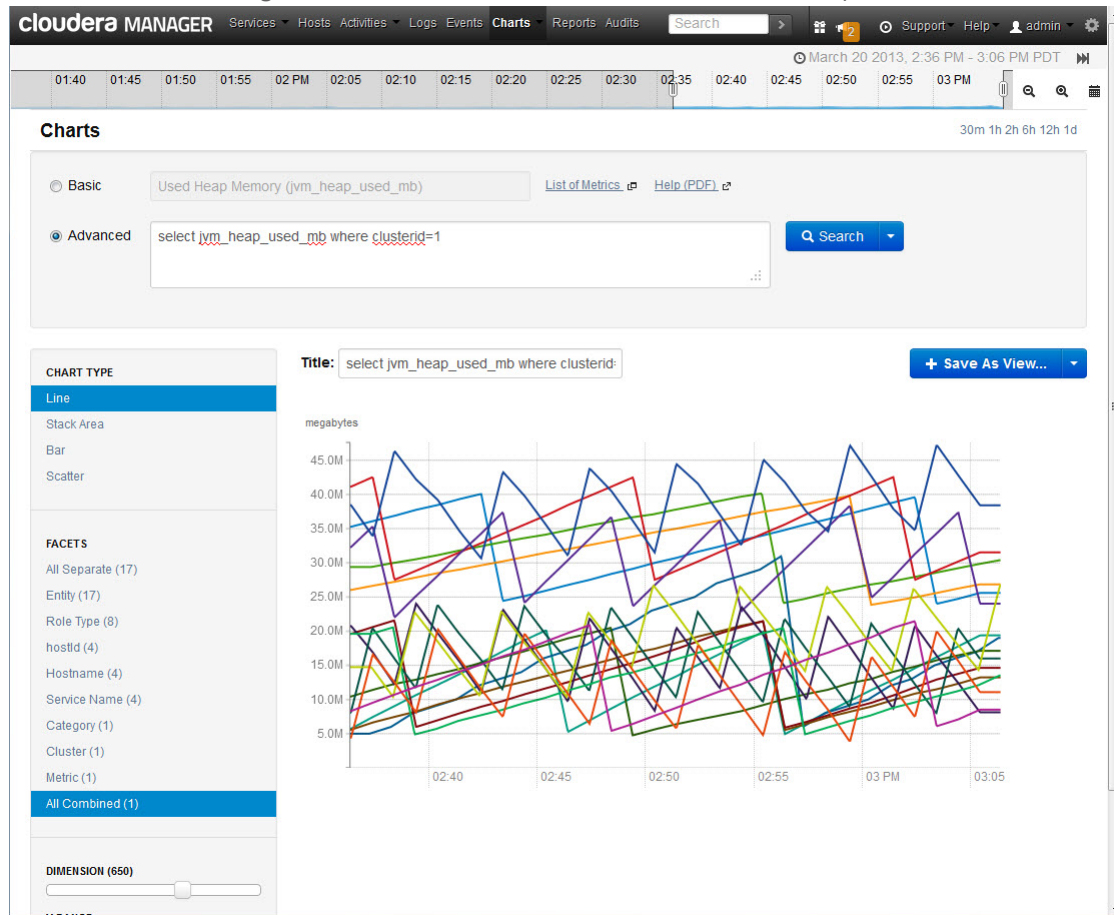 cloudera MANAGER Services Hosts Activities Logs Events Charts Reports Audits Search 2 Support Help admin
March 20 2013, 2:36 PM - 3:06 PM PDT
01:40 01:45 01:50 01:55 02 PM 02:05 02:10 02:15 02:20 02:25 02:30 02:35 02:40 02:45 02:50 02:55 03 PM
Charts 30m 1h 2h 6h 12h 1d
Basic Used Heap Memory (jvm_heap_used_mb) List of Metrics Help (PDF)
Advanced select jvm_heap_used_mb where clusterid=1 Search
Title: select jvm_heap_used_mb where clusterid= + Save As View...
CHART TYPE
Line
Stack Area
Bar
Scatter
FACETS
All Separate (17)
Entity (17)
Role Type (8)
hostId (4)
Hostname (4)
Service Name (4)
Category (1)
Cluster (1)
Metric (1)
All Combined (1)
DIMENSION (650)
megabytes
45.0M
40.0M
35.0M
30.0M
25.0M
20.0M
15.0M
10.0M
5.0M
02:40 02:45 02:50 02:55 03 PM 03:05